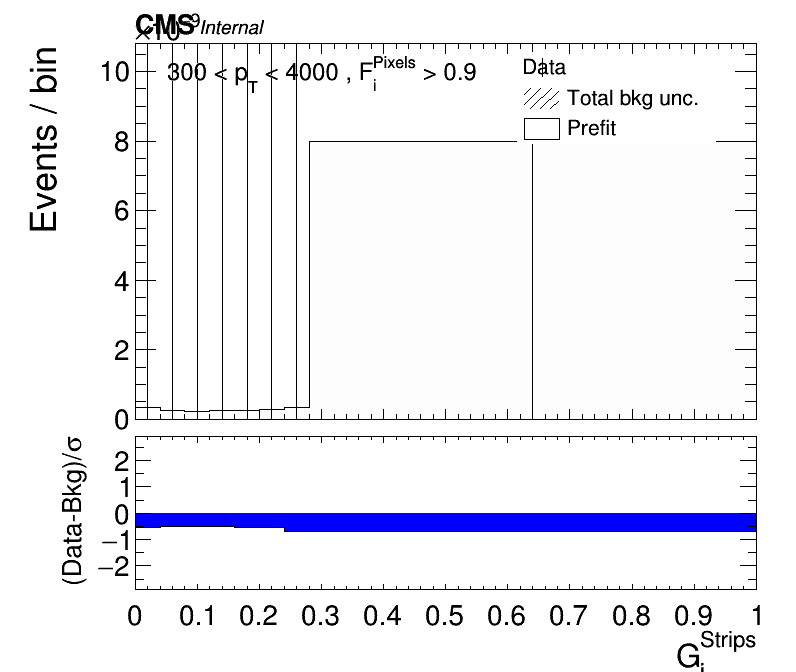 CMS Internal
×10⁻⁹
Events / bin
300 < p_T < 4000 , F_i^Pixels > 0.9
Data
Total bkg unc.
Prefit
10
8
6
4
2
0
(Data-Bkg)/σ
2
1
0
−1
−2
0 0.1 0.2 0.3 0.4 0.5 0.6 0.7 0.8 0.9 1
G_i^Strips